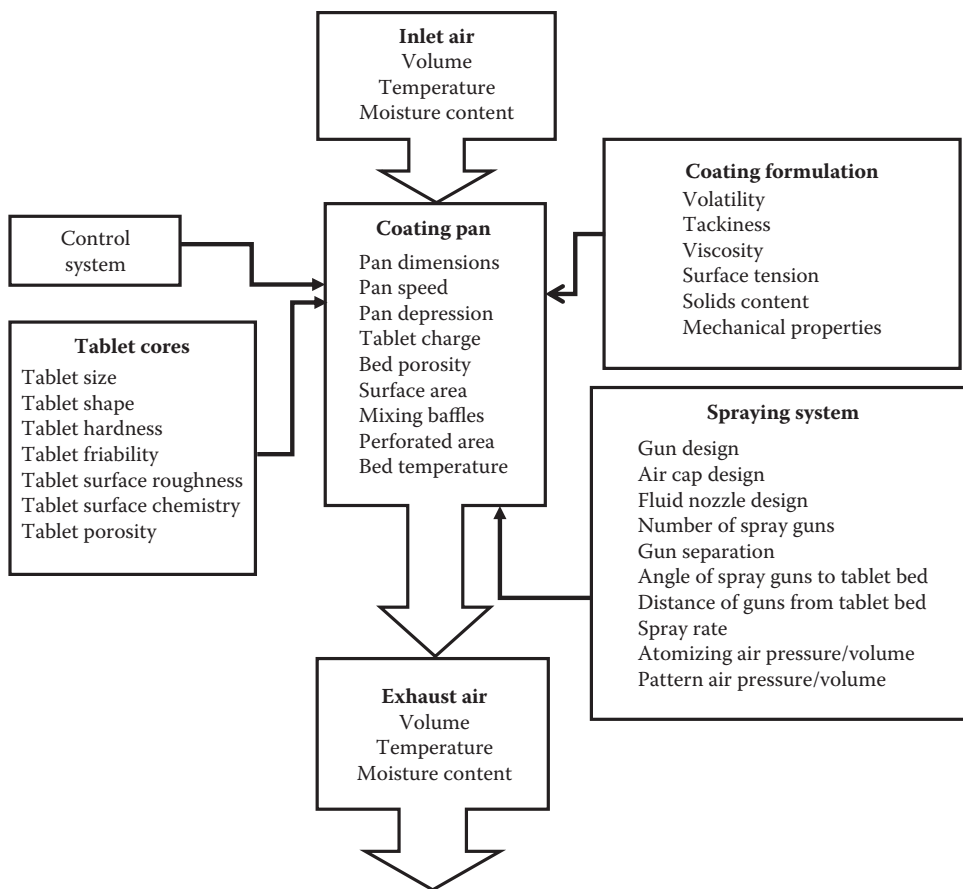 Inlet air
Volume
Temperature
Moisture content
Coating formulation
Volatility
Tackiness
Viscosity
Surface tension
Solids content
Mechanical properties
Control
system
Coating pan
Pan dimensions
Pan speed
Pan depression
Tablet charge
Bed porosity
Surface area
Mixing baffles
Perforated area
Bed temperature
Tablet cores
Tablet size
Tablet shape
Tablet hardness
Tablet friability
Tablet surface roughness
Tablet surface chemistry
Tablet porosity
Spraying system
Gun design
Air cap design
Fluid nozzle design
Number of spray guns
Gun separation
Angle of spray guns to tablet bed
Distance of guns from tablet bed
Spray rate
Atomizing air pressure/volume
Pattern air pressure/volume
Exhaust air
Volume
Temperature
Moisture content